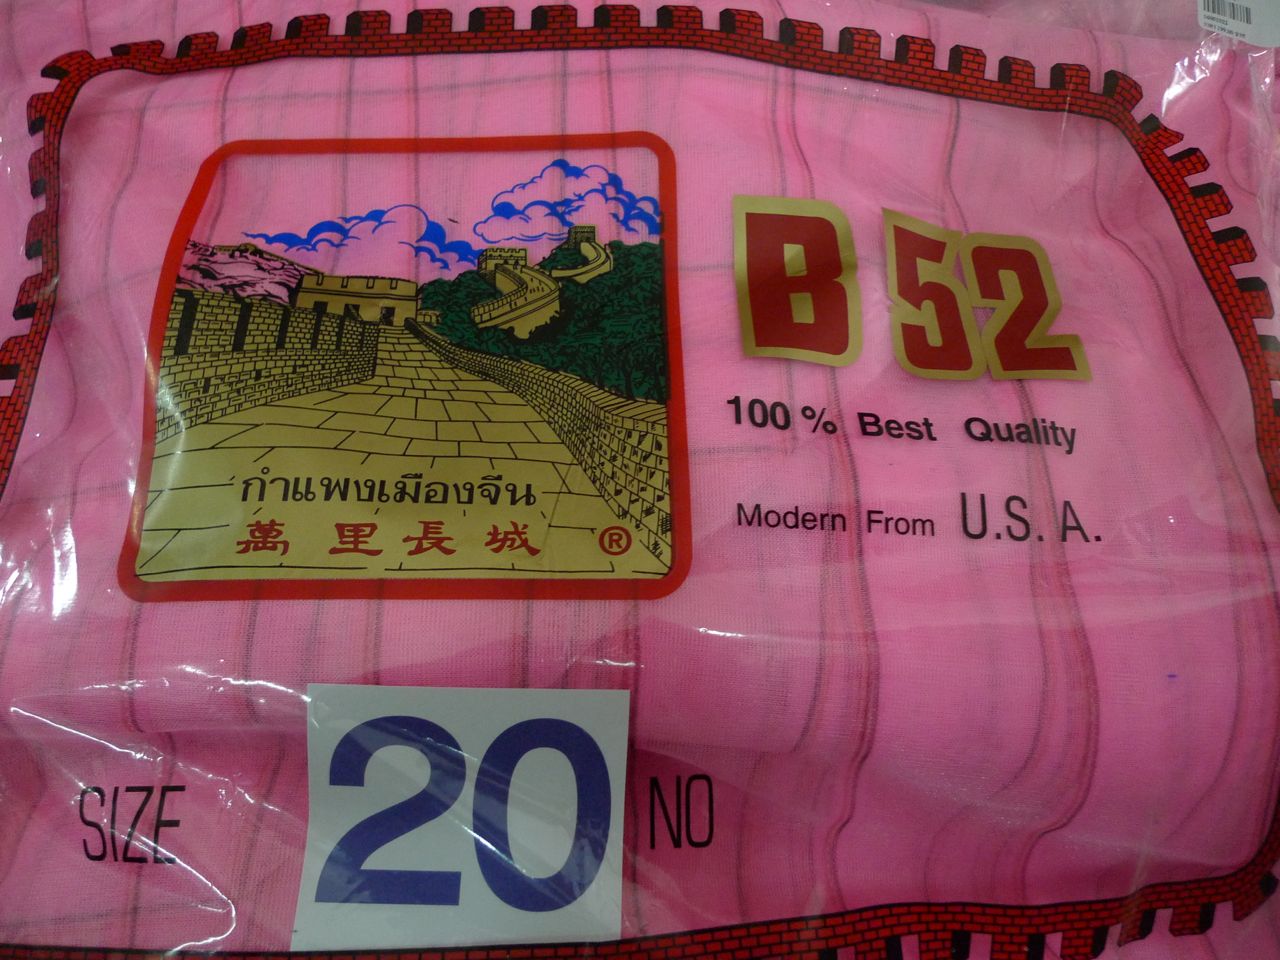 B 52
100 % Best Quality
Modern From U.S.A.
กำแพงเมืองจีน
萬里長城
®
SIZE 20 NO